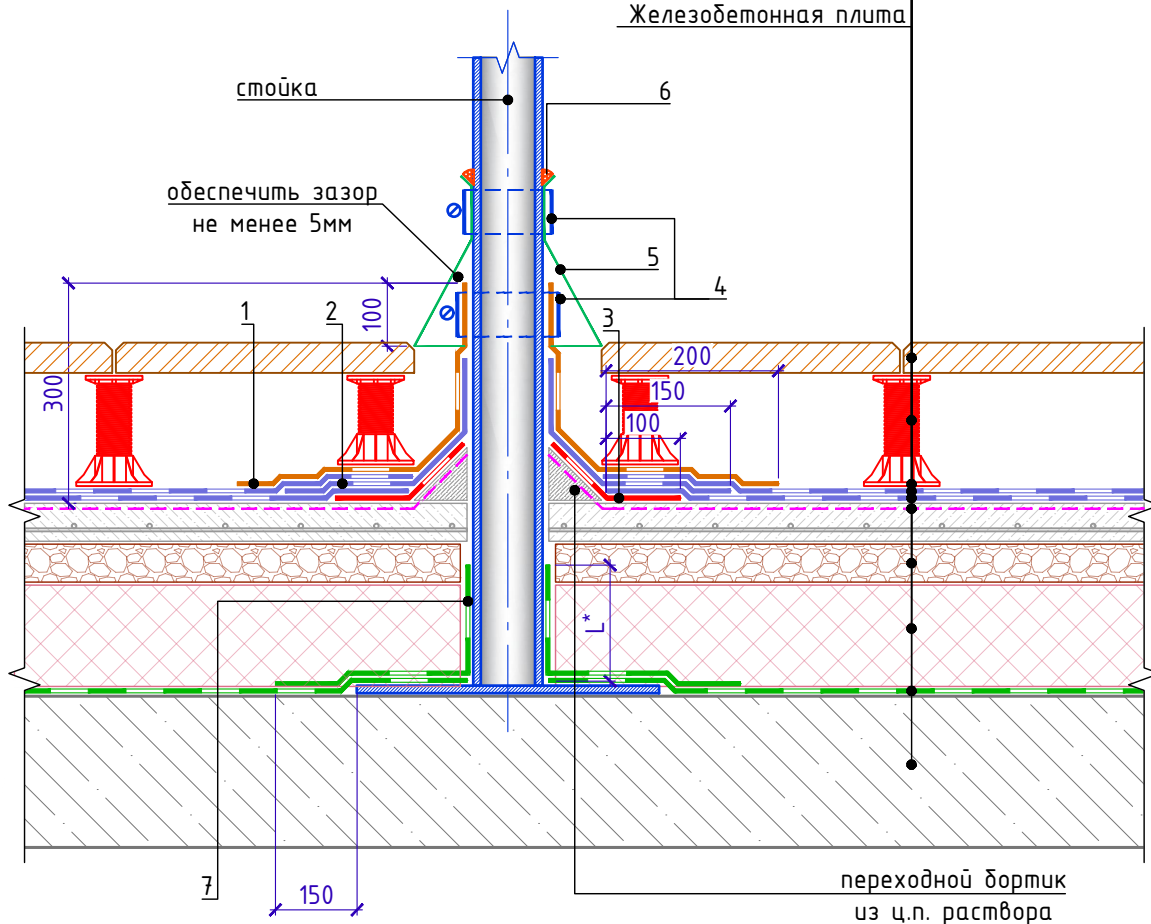 Железобетонная плита
стойка
6
обеспечить зазор
не менее 5мм
5
4
1
2
3
100
300
200
150
100
L*
7
150
переходной бортик
из ц.п. раствора